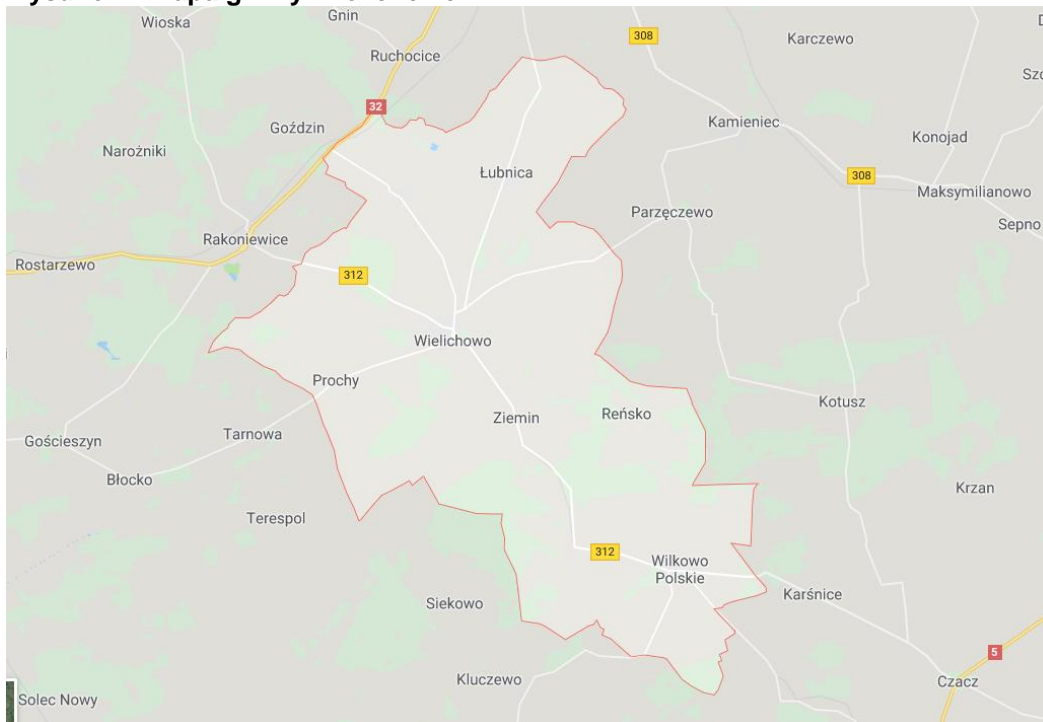 Wioska
Gnin
308
Karczewo
Ruchocice
32
Goździn
Kamieniec
Konojad
Narożniki
Łubnica
308
Maksymilianowo
Parzęczewo
Sepno
Rakoniewice
Rostarzewo
312
Wielichowo
Prochy
Kotusz
Ziemin
Reńsko
Tarnowa
Gościeszyn
Błocko
Krzan
Terespol
312
Wilkowo
Polskie
Karśnice
Siekowo
5
Kluczewo
Czacz
Solec Nowy